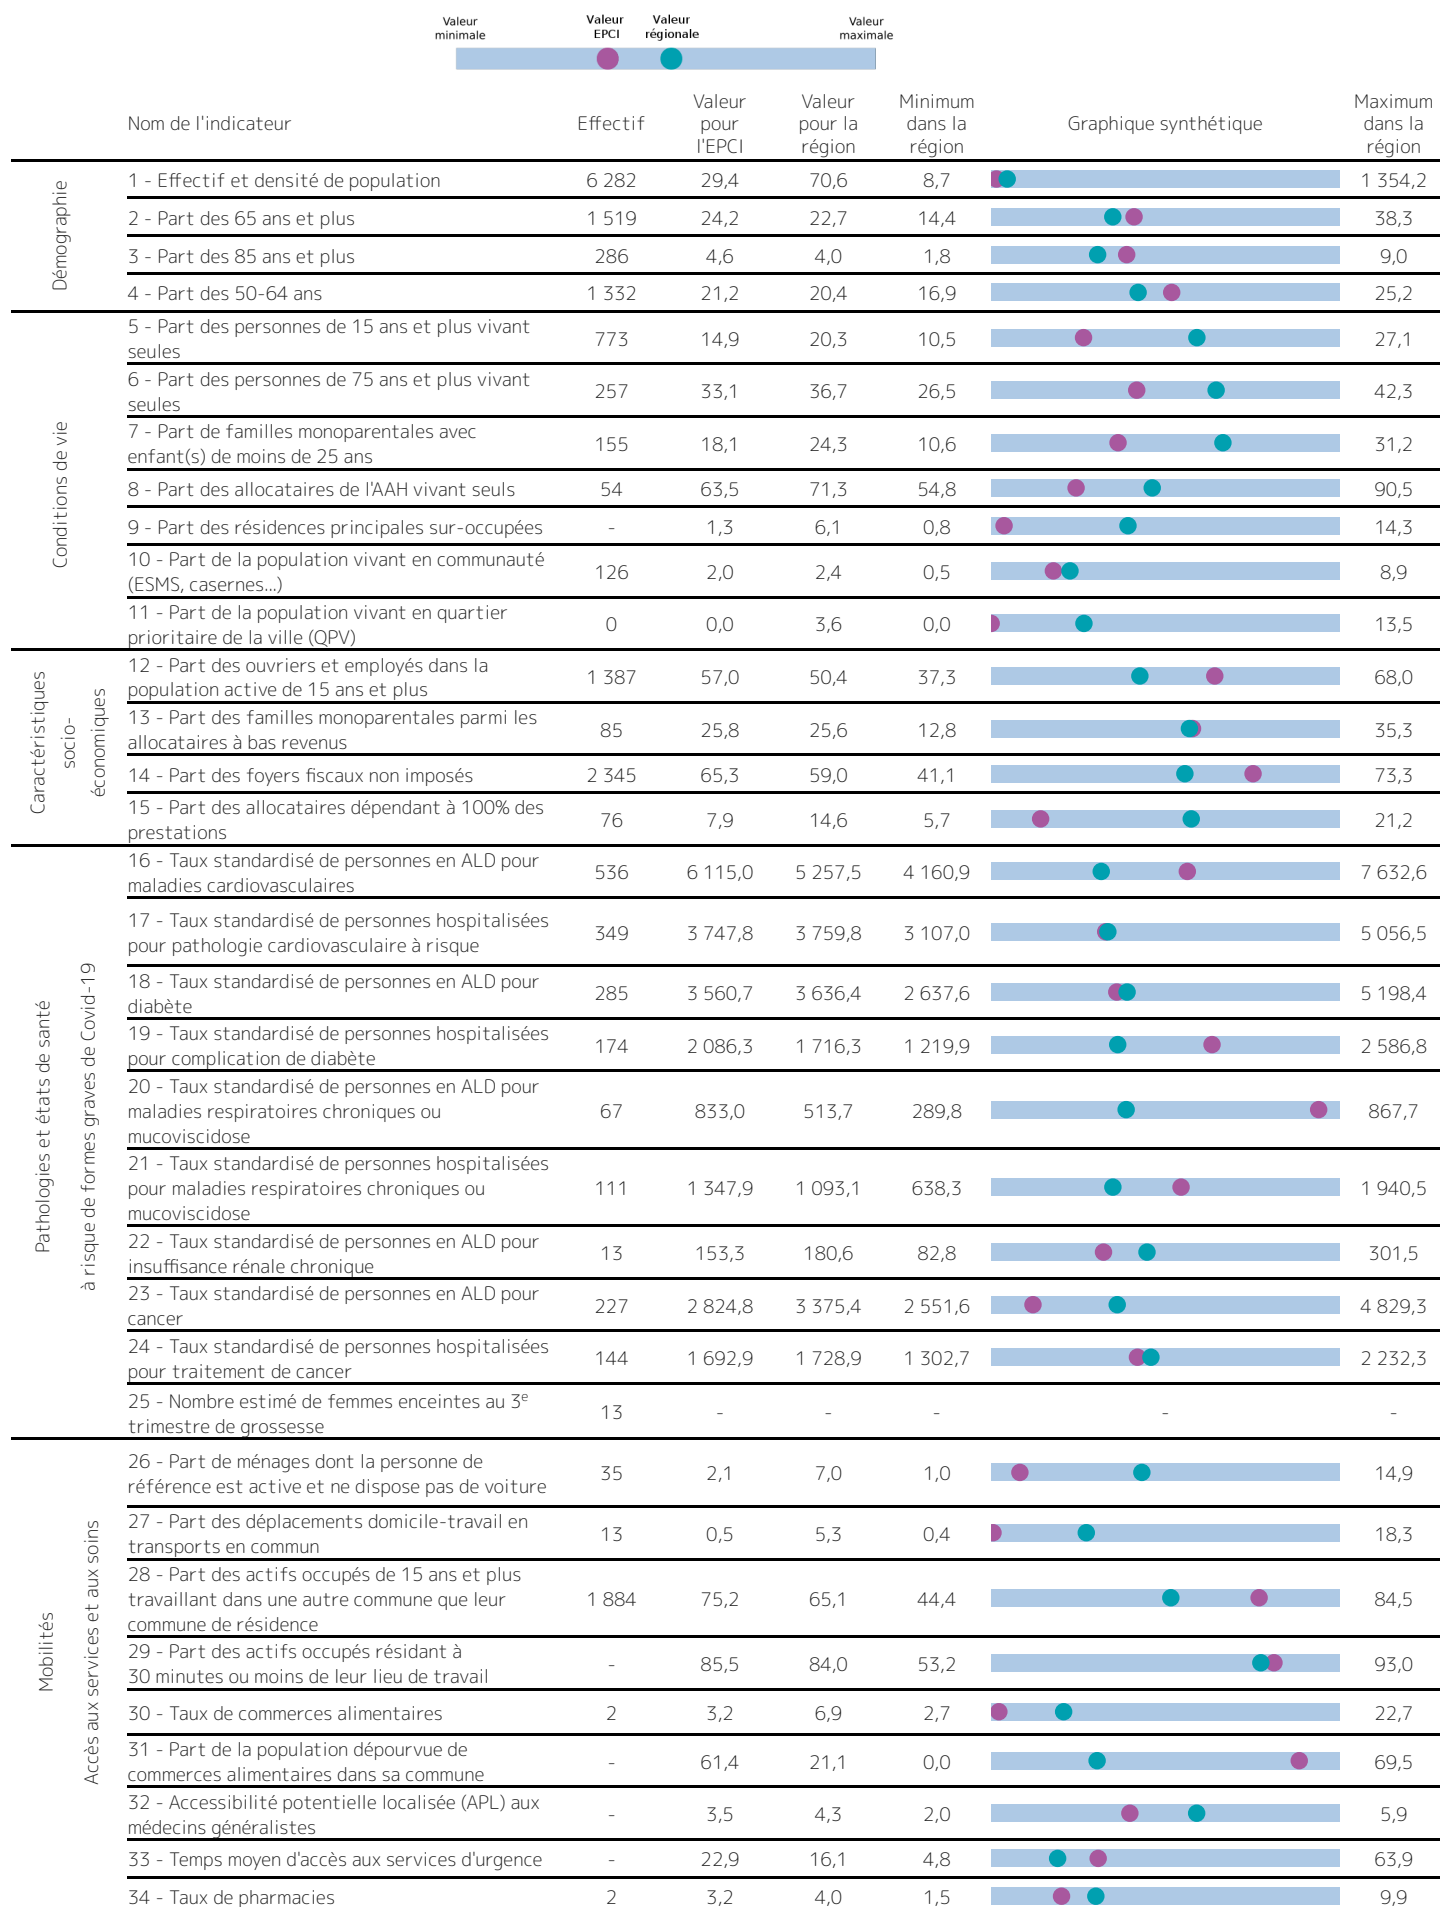 Valeur minimale
Valeur EPCI
Valeur régionale
Valeur maximale
Nom de l'indicateur
Effectif
Valeur pour l'EPCI
Valeur pour la région
Minimum dans la région
Graphique synthétique
Maximum dans la région
Démographie
1 - Effectif et densité de population 6 282 29,4 70,6 8,7 1 354,2
2 - Part des 65 ans et plus 1 519 24,2 22,7 14,4 38,3
3 - Part des 85 ans et plus 286 4,6 4,0 1,8 9,0
4 - Part des 50-64 ans 1 332 21,2 20,4 16,9 25,2
Conditions de vie
5 - Part des personnes de 15 ans et plus vivant
seules 773 14,9 20,3 10,5 27,1
6 - Part des personnes de 75 ans et plus vivant
seules 257 33,1 36,7 26,5 42,3
7 - Part de familles monoparentales avec
enfant(s) de moins de 25 ans 155 18,1 24,3 10,6 31,2
8 - Part des allocataires de l'AAH vivant seuls 54 63,5 71,3 54,8 90,5
9 - Part des résidences principales sur-occupées - 1,3 6,1 0,8 14,3
10 - Part de la population vivant en communauté
(ESMS, casernes...) 126 2,0 2,4 0,5 8,9
11 - Part de la population vivant en quartier
prioritaire de la ville (QPV) 0 0,0 3,6 0,0 13,5
Caractéristiques
socio-
économiques
12 - Part des ouvriers et employés dans la
population active de 15 ans et plus 1 387 57,0 50,4 37,3 68,0
13 - Part des familles monoparentales parmi les
allocataires à bas revenus 85 25,8 25,6 12,8 35,3
14 - Part des foyers fiscaux non imposés 2 345 65,3 59,0 41,1 73,3
15 - Part des allocataires dépendant à 100% des
prestations 76 7,9 14,6 5,7 21,2
Pathologies et états de santé
à risque de formes graves de Covid-19
16 - Taux standardisé de personnes en ALD pour
maladies cardiovasculaires 536 6 115,0 5 257,5 4 160,9 7 632,6
17 - Taux standardisé de personnes hospitalisées
pour pathologie cardiovasculaire à risque 349 3 747,8 3 759,8 3 107,0 5 056,5
18 - Taux standardisé de personnes en ALD pour
diabète 285 3 560,7 3 636,4 2 637,6 5 198,4
19 - Taux standardisé de personnes hospitalisées
pour complication de diabète 174 2 086,3 1 716,3 1 219,9 2 586,8
20 - Taux standardisé de personnes en ALD pour
maladies respiratoires chroniques ou 67 833,0 513,7 289,8 867,7
mucoviscidose
21 - Taux standardisé de personnes hospitalisées
pour maladies respiratoires chroniques ou 111 1 347,9 1 093,1 638,3 1 940,5
mucoviscidose
22 - Taux standardisé de personnes en ALD pour
insuffisance rénale chronique 13 153,3 180,6 82,8 301,5
23 - Taux standardisé de personnes en ALD pour
cancer 227 2 824,8 3 375,4 2 551,6 4 829,3
24 - Taux standardisé de personnes hospitalisées
pour traitement de cancer 144 1 692,9 1 728,9 1 302,7 2 232,3
25 - Nombre estimé de femmes enceintes au 3e
trimestre de grossesse 13 - - - - -
Mobilités
Accès aux services et aux soins
26 - Part de ménages dont la personne de
référence est active et ne dispose pas de voiture 35 2,1 7,0 1,0 14,9
27 - Part des déplacements domicile-travail en
transports en commun 13 0,5 5,3 0,4 18,3
28 - Part des actifs occupés de 15 ans et plus
travaillant dans une autre commune que leur 1 884 75,2 65,1 44,4 84,5
commune de résidence
29 - Part des actifs occupés résidant à
30 minutes ou moins de leur lieu de travail - 85,5 84,0 53,2 93,0
30 - Taux de commerces alimentaires 2 3,2 6,9 2,7 22,7
31 - Part de la population dépourvue de
commerces alimentaires dans sa commune - 61,4 21,1 0,0 69,5
32 - Accessibilité potentielle localisée (APL) aux
médecins généralistes - 3,5 4,3 2,0 5,9
33 - Temps moyen d'accès aux services d'urgence - 22,9 16,1 4,8 63,9
34 - Taux de pharmacies 2 3,2 4,0 1,5 9,9